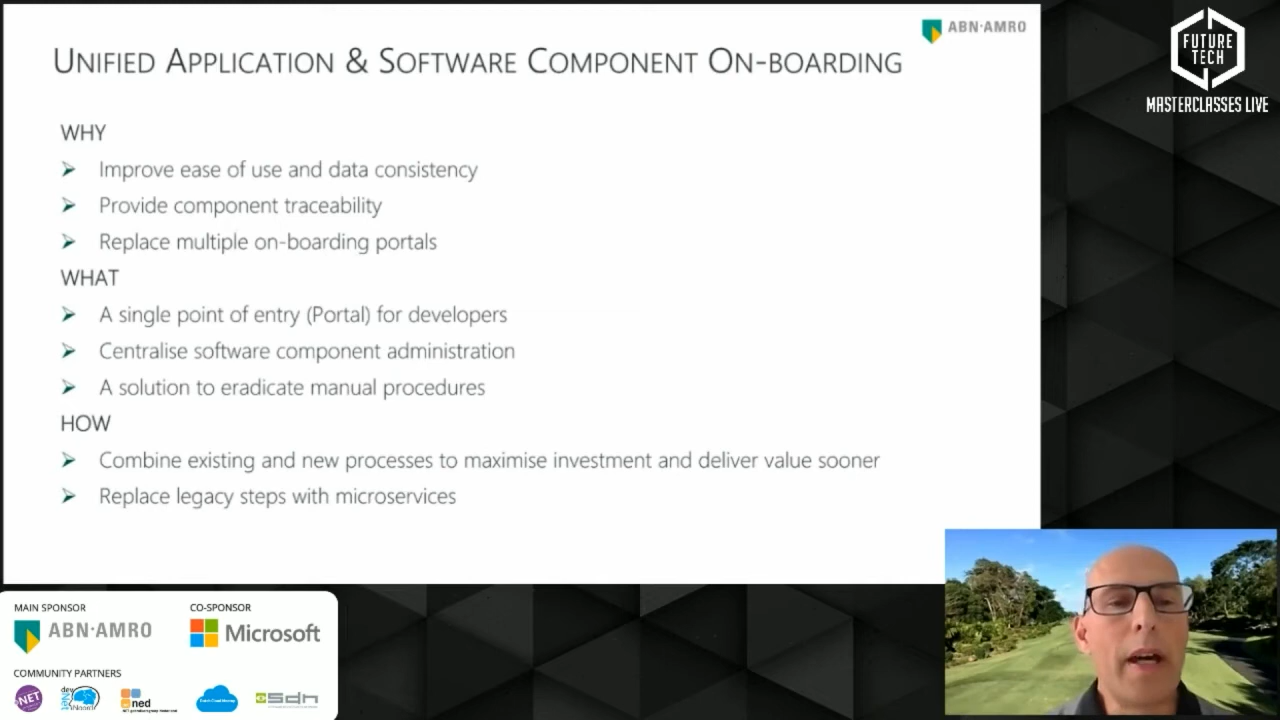 UNIFIED APPLICATION & SOFTWARE COMPONENT ON-BOARDING
ABN·AMRO
FUTURE
TECH
MASTERCLASSES LIVE
WHY
Improve ease of use and data consistency
Provide component traceability
Replace multiple on-boarding portals
WHAT
A single point of entry (Portal) for developers
Centralise software component administration
A solution to eradicate manual procedures
HOW
Combine existing and new processes to maximise investment and deliver value sooner
Replace legacy steps with microservices
MAIN SPONSOR
CO-SPONSOR
ABN·AMRO
Microsoft
COMMUNITY PARTNERS
.NET
dev
Noord
ned
sdn